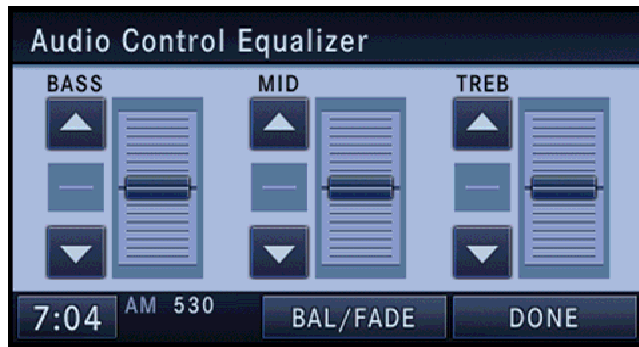 Audio Control Equalizer
BASS MID TREB
7:04 AM 530 BAL/FADE DONE